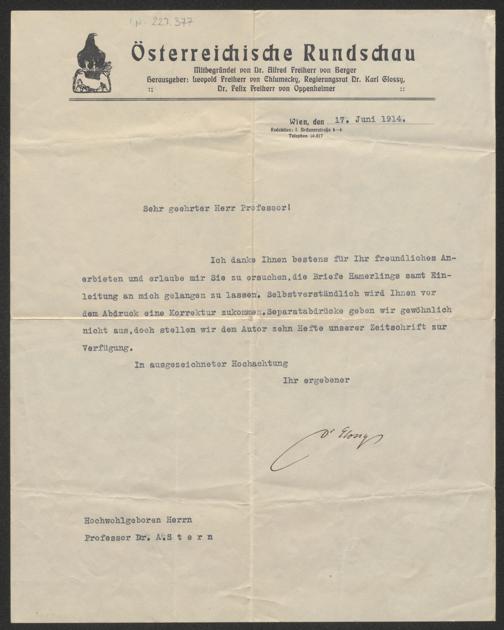 I.N. 227.377
Österreichische Rundschau
Mitbegründet von Dr. Alfred Freiherr von Berger
Herausgeber: Leopold Freiherr von Chlumecky, Regierungsrat Dr. Karl Glossy,
:: Dr. Felix Freiherr von Oppenheimer ::
Wien, den 17. Juni 1914.
Redaktion: I.
Telephon
Sehr geehrter Herr Professor!
Ich danke Ihnen bestens für Ihr freundliches An-
erbieten und erlaube mir Sie zu ersuchen,die Briefe Hamerlings samt Ein-
leitung an mich gelangen zu lassen. Selbstverständlich wird Ihnen vor
dem Abdruck eine Korrektur zukommen.Separatabdrücke geben wir gewöhnlich
nicht aus,doch stellen wir dem Autor zehn Hefte unserer Zeitschrift zur
Verfügung.
In ausgezeichneter Hochachtung
Ihr ergebener
Dr Glossy
Hochwohlgeboren Herrn
Professor Dr. A.S t e r n